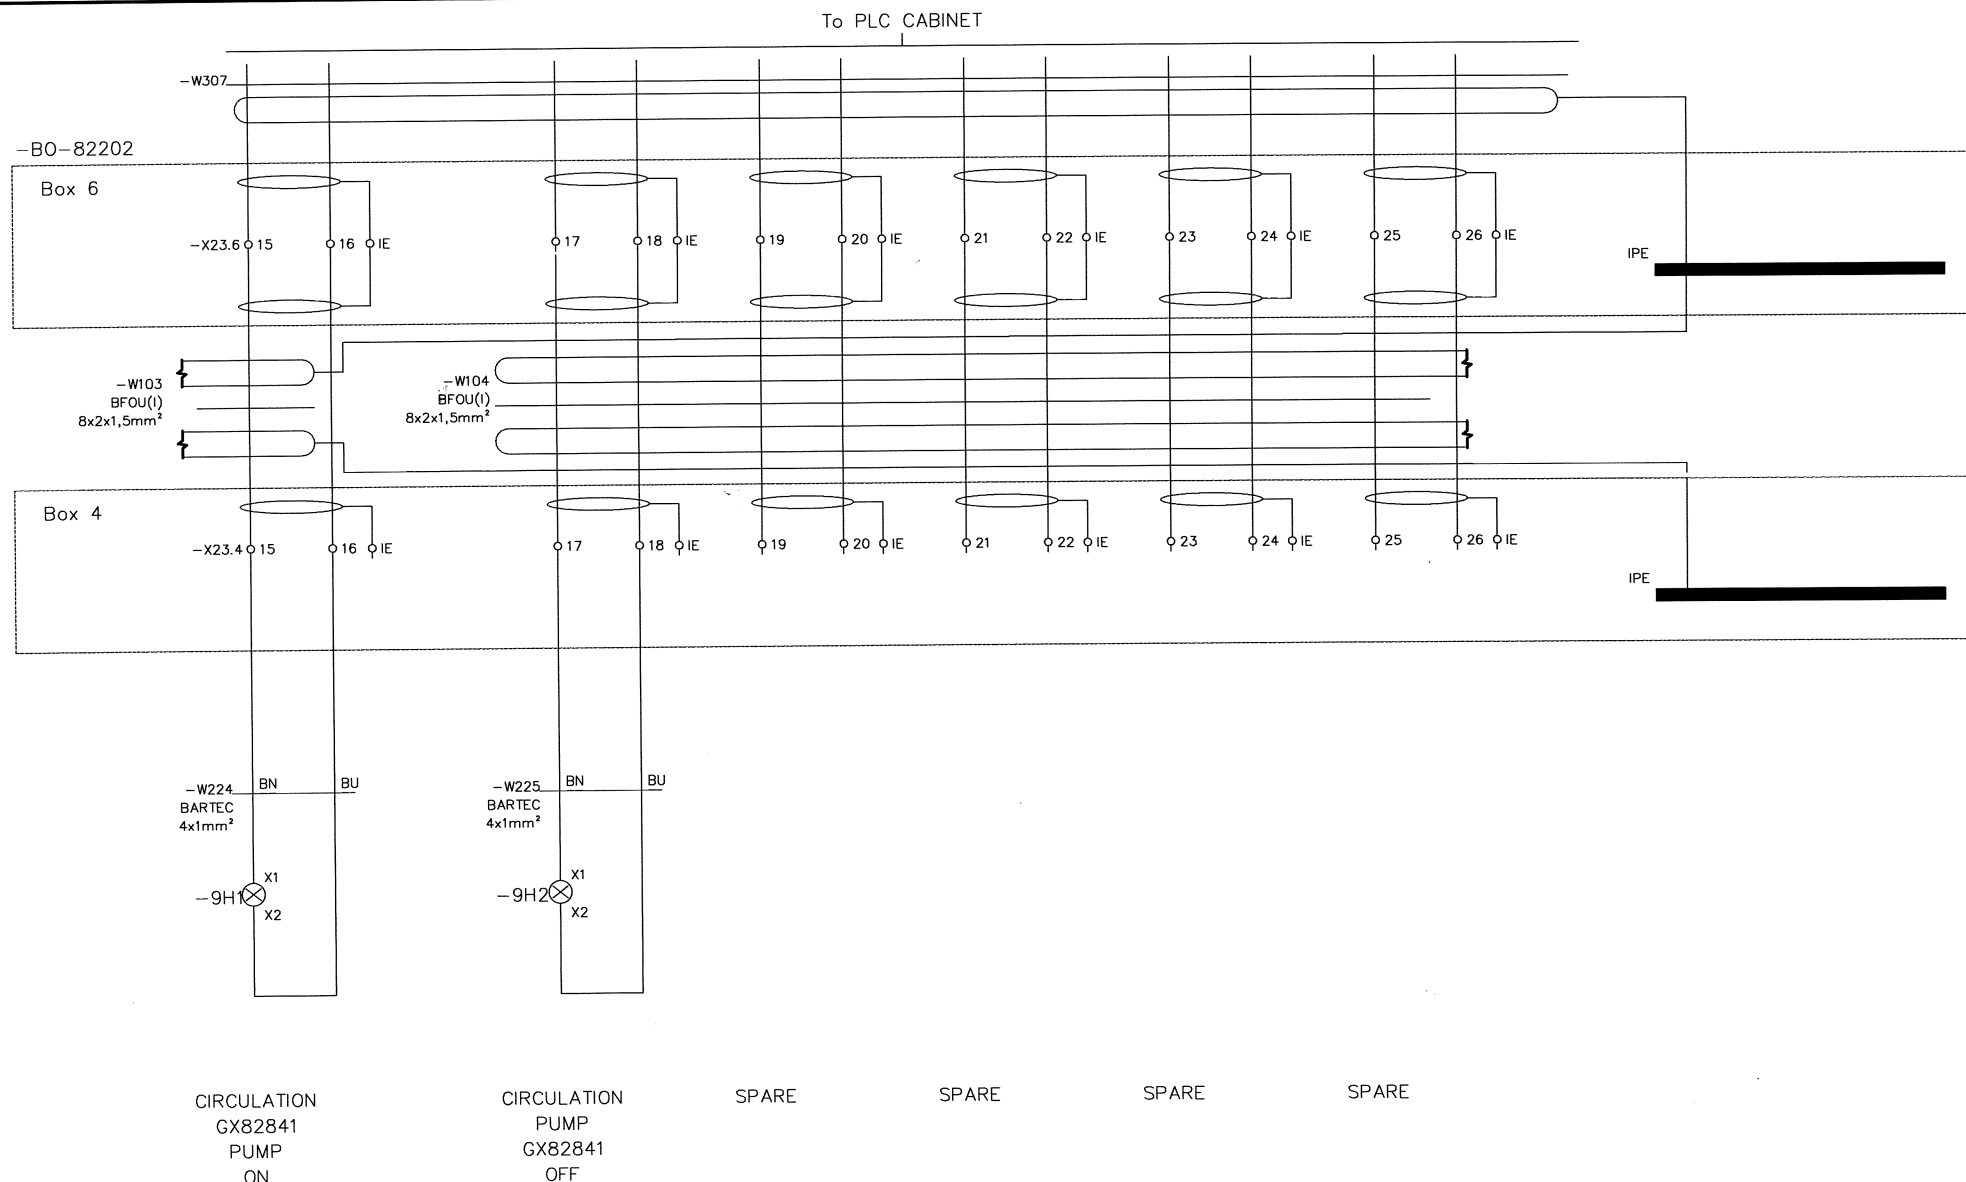 To PLC CABINET
-W307
-BO-82202
Box 6
-X23.6 15 16 IE 17 18 IE 19 20 IE 21 22 IE 23 24 IE 25 26 IE
IPE
-W103
BFOU(I)
8x2x1,5mm²
-W104
BFOU(I)
8x2x1,5mm²
Box 4
-X23.4 15 16 IE 17 18 IE 19 20 IE 21 22 IE 23 24 IE 25 26 IE
IPE
-W224 BN BU
BARTEC
4x1mm²
-W225 BN BU
BARTEC
4x1mm²
X1
-9H1
X2
X1
-9H2
X2
CIRCULATION
GX82841
PUMP
ON
CIRCULATION
PUMP
GX82841
OFF
SPARE
SPARE
SPARE
SPARE